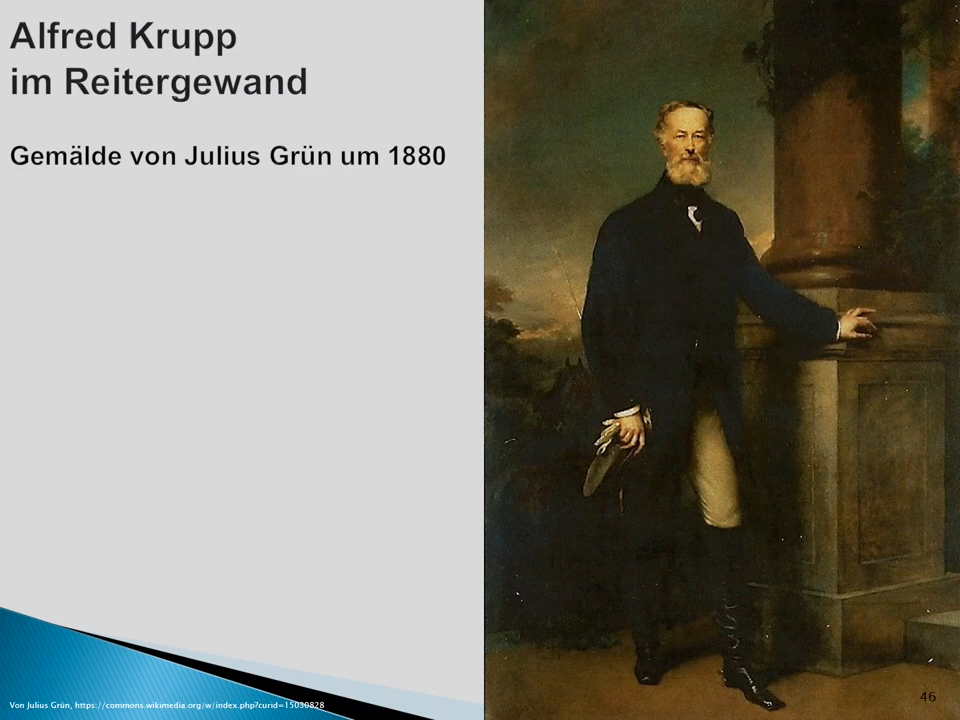 Alfred Krupp
im Reitergewand
Gemälde von Julius Grün um 1880
Von Julius Grün, https://commons.wikimedia.org/w/index.php?curid=15030828
46